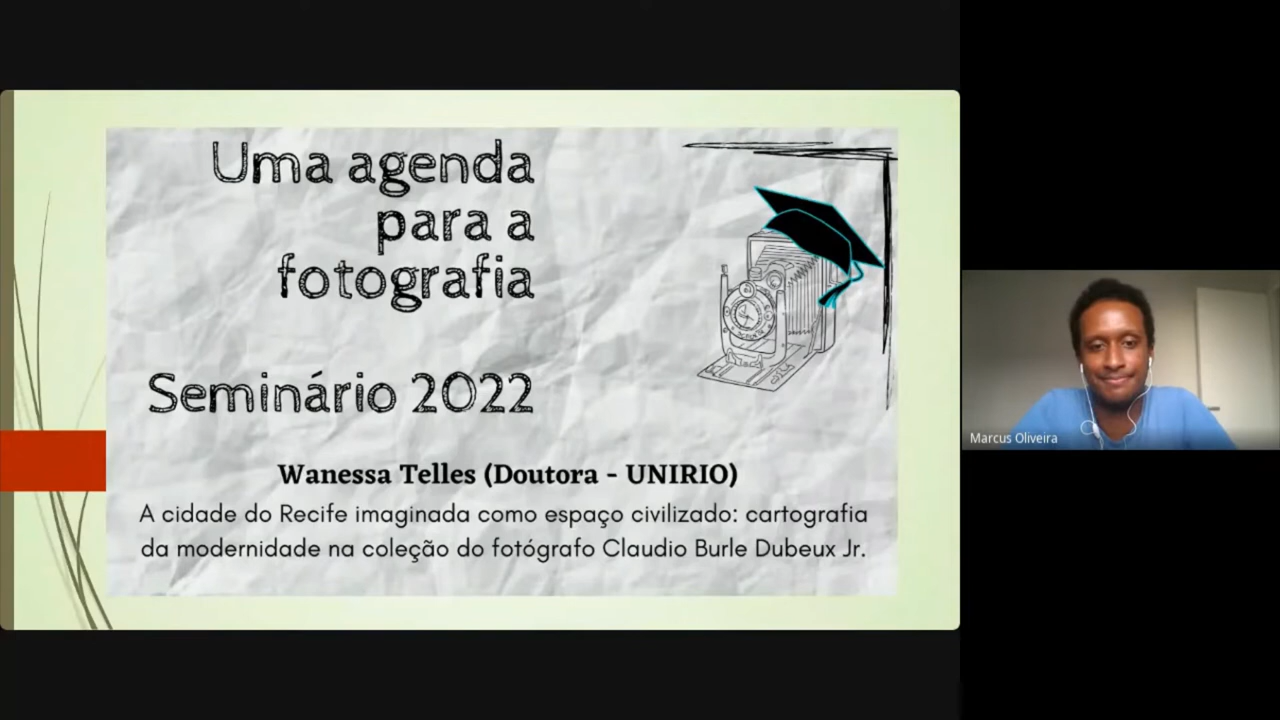 Uma agenda
para a
fotografia
Seminário 2022
Wanessa Telles (Doutora - UNIRIO)
A cidade do Recife imaginada como espaço civilizado: cartografia
da modernidade na coleção do fotógrafo Claudio Burle Dubeux Jr.
Marcus Oliveira